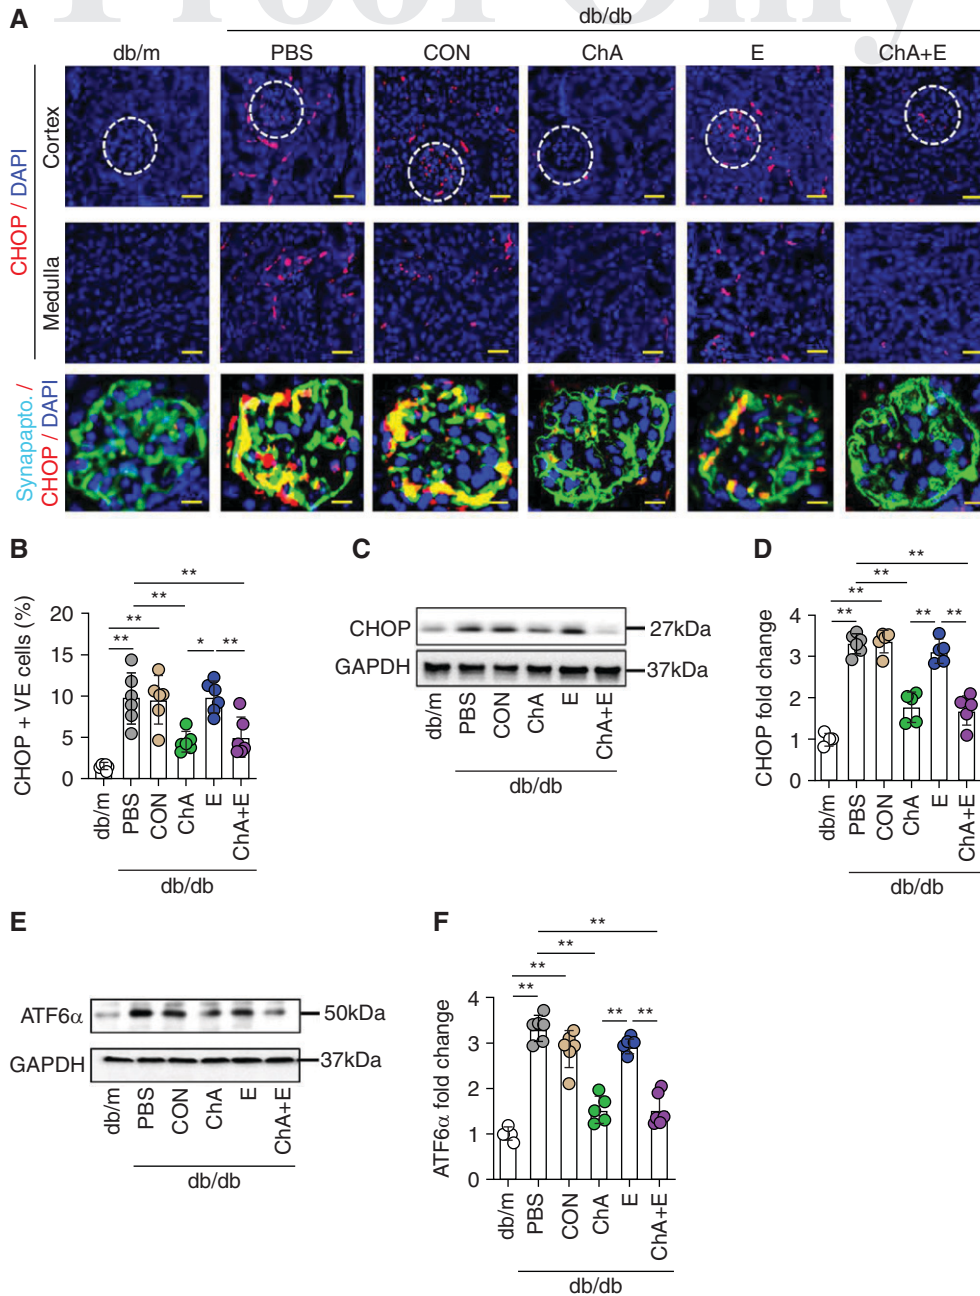 Proof Only
A
db/db
db/m PBS CON ChA E ChA+E
CHOP / DAPI
Cortex
Medulla
Synapto. /
CHOP / DAPI
B
CHOP + VE cells (%)
20
15
10
5
0
** ** ** ** * **
db/m PBS CON ChA E ChA+E
db/db
C
CHOP 27kDa
GAPDH 37kDa
db/m PBS CON ChA E ChA+E
db/db
D
CHOP fold change
4
3
2
1
0
** ** ** ** ** **
db/m PBS CON ChA E ChA+E
db/db
E
ATF6α 50kDa
GAPDH 37kDa
db/m PBS CON ChA E ChA+E
db/db
F
ATF6α fold change
4
3
2
1
0
** ** ** ** ** **
db/m PBS CON ChA E ChA+E
db/db